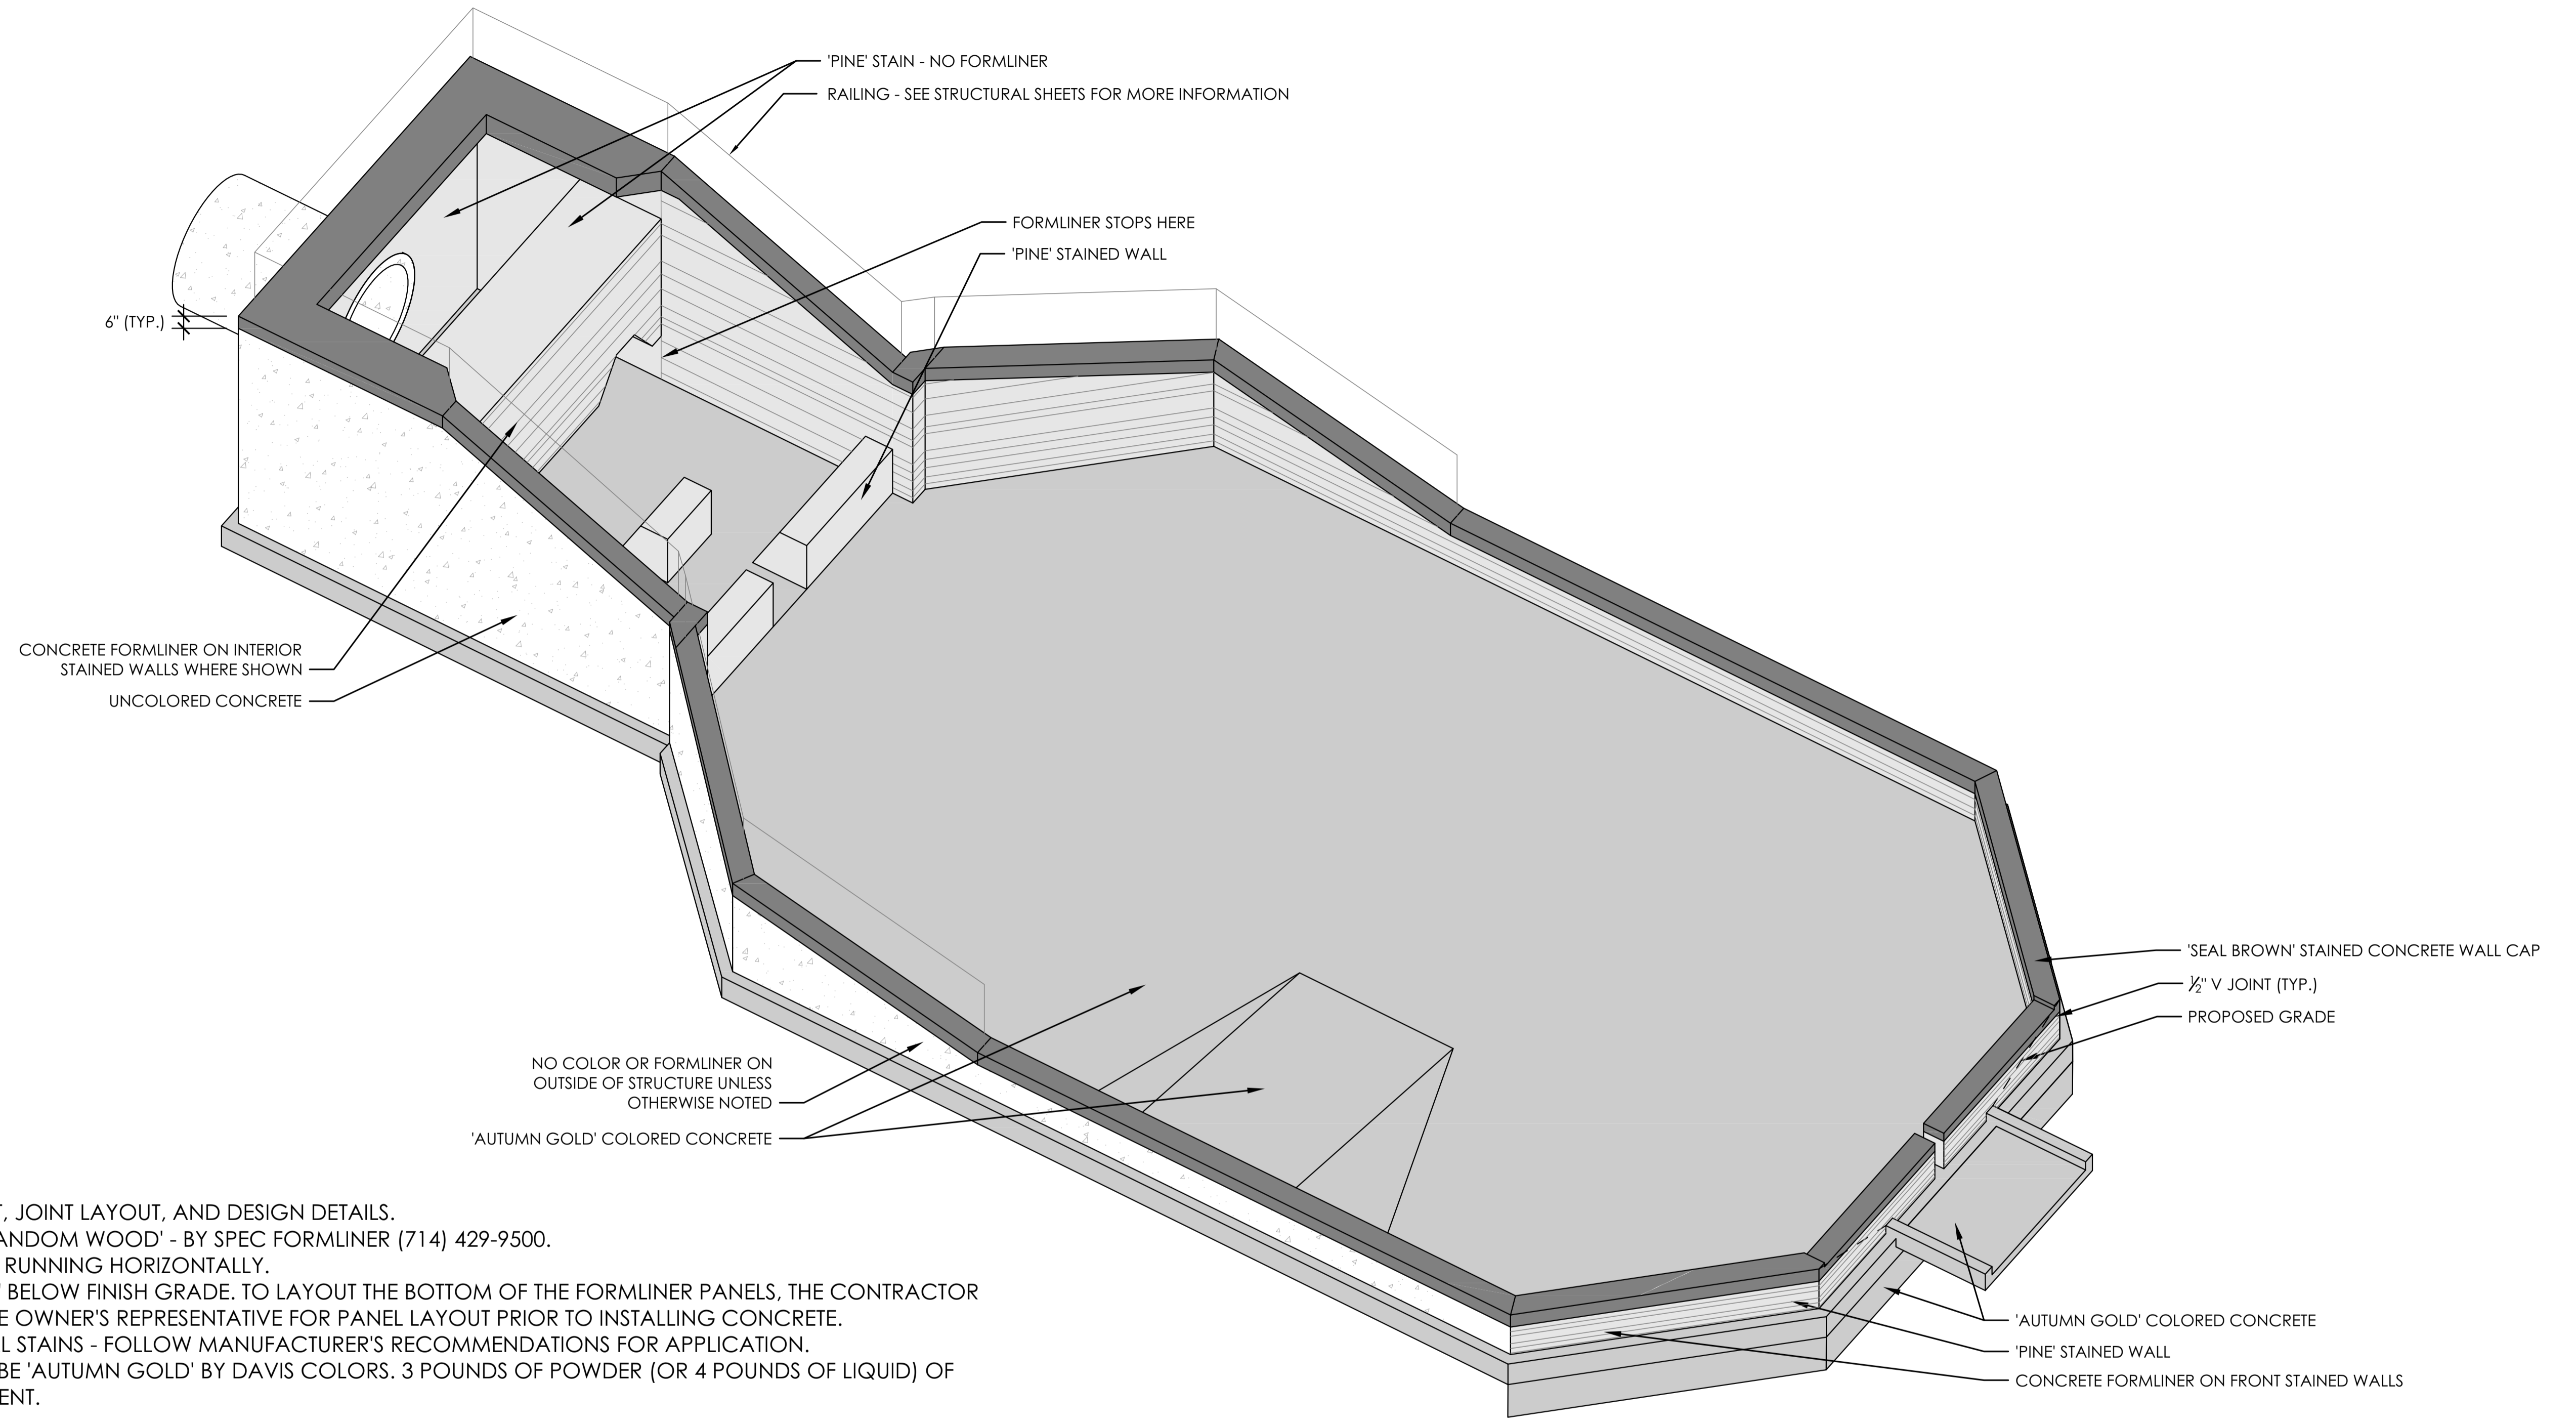 'PINE' STAIN - NO FORMLINER
RAILING - SEE STRUCTURAL SHEETS FOR MORE INFORMATION
FORMLINER STOPS HERE
'PINE' STAINED WALL
6" (TYP.)
CONCRETE FORMLINER ON INTERIOR
STAINED WALLS WHERE SHOWN
UNCOLORED CONCRETE
'SEAL BROWN' STAINED CONCRETE WALL CAP
½" V JOINT (TYP.)
PROPOSED GRADE
NO COLOR OR FORMLINER ON
OUTSIDE OF STRUCTURE UNLESS
OTHERWISE NOTED
'AUTUMN GOLD' COLORED CONCRETE
, JOINT LAYOUT, AND DESIGN DETAILS.
ANDOM WOOD' - BY SPEC FORMLINER (714) 429-9500.
RUNNING HORIZONTALLY.
" BELOW FINISH GRADE. TO LAYOUT THE BOTTOM OF THE FORMLINER PANELS, THE CONTRACTOR
E OWNER'S REPRESENTATIVE FOR PANEL LAYOUT PRIOR TO INSTALLING CONCRETE.
L STAINS - FOLLOW MANUFACTURER'S RECOMMENDATIONS FOR APPLICATION.
BE 'AUTUMN GOLD' BY DAVIS COLORS. 3 POUNDS OF POWDER (OR 4 POUNDS OF LIQUID) OF
ENT.
'AUTUMN GOLD' COLORED CONCRETE
'PINE' STAINED WALL
CONCRETE FORMLINER ON FRONT STAINED WALLS